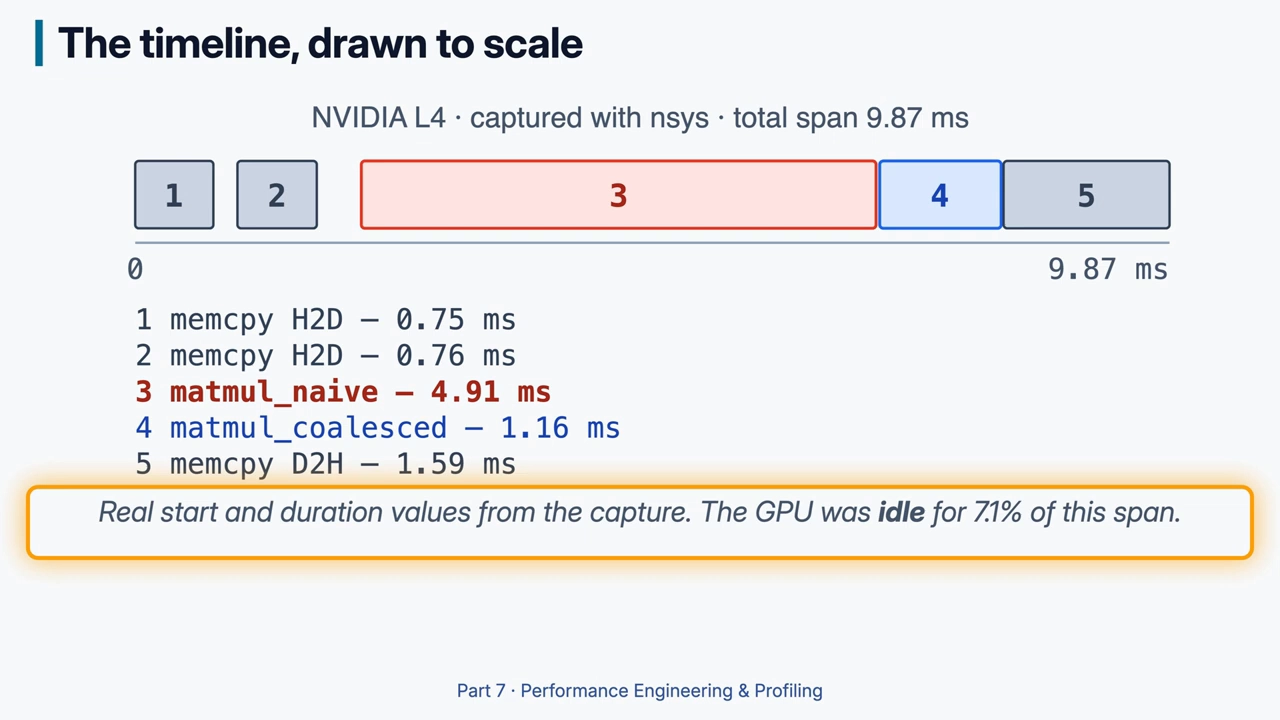 The timeline, drawn to scale
NVIDIA L4 · captured with nsys · total span 9.87 ms
1 2 3 4 5
0 9.87 ms
1 memcpy H2D — 0.75 ms
2 memcpy H2D — 0.76 ms
3 matmul_naive — 4.91 ms
4 matmul_coalesced — 1.16 ms
5 memcpy D2H — 1.59 ms
Real start and duration values from the capture. The GPU was idle for 7.1% of this span.
Part 7 · Performance Engineering & Profiling